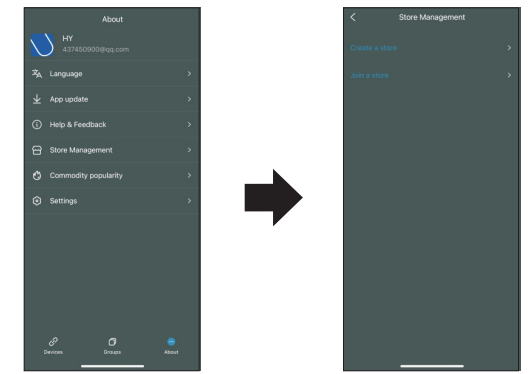 About
HY
437450900@qq.com
Language
App update
Help & Feedback
Store Management
Commodity popularity
Settings
Devices
Groups
About
Store Management
Create a store
Join a store